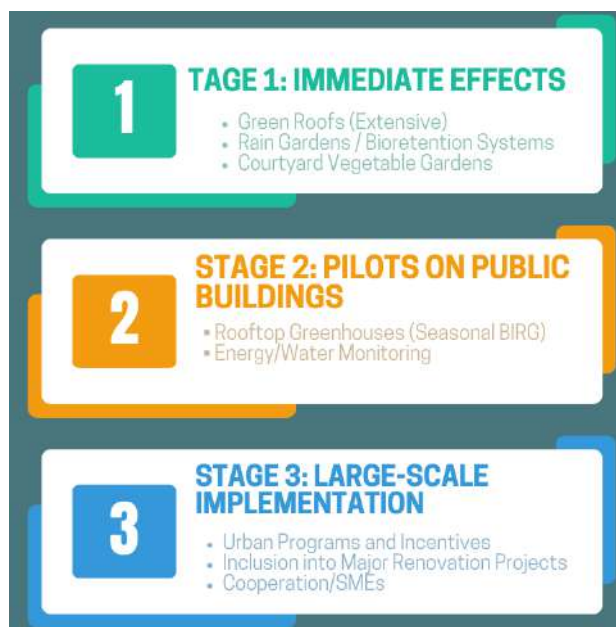 1
TAGE 1: IMMEDIATE EFFECTS
• Green Roofs (Extensive)
• Rain Gardens / Bioretention Systems
• Courtyard Vegetable Gardens
2
STAGE 2: PILOTS ON PUBLIC
BUILDINGS
▪ Rooftop Greenhouses (Seasonal BIRG)
▪ Energy/Water Monitoring
3
STAGE 3: LARGE-SCALE
IMPLEMENTATION
• Urban Programs and Incentives
• Inclusion into Major Renovation Projects
• Cooperation/SMEs